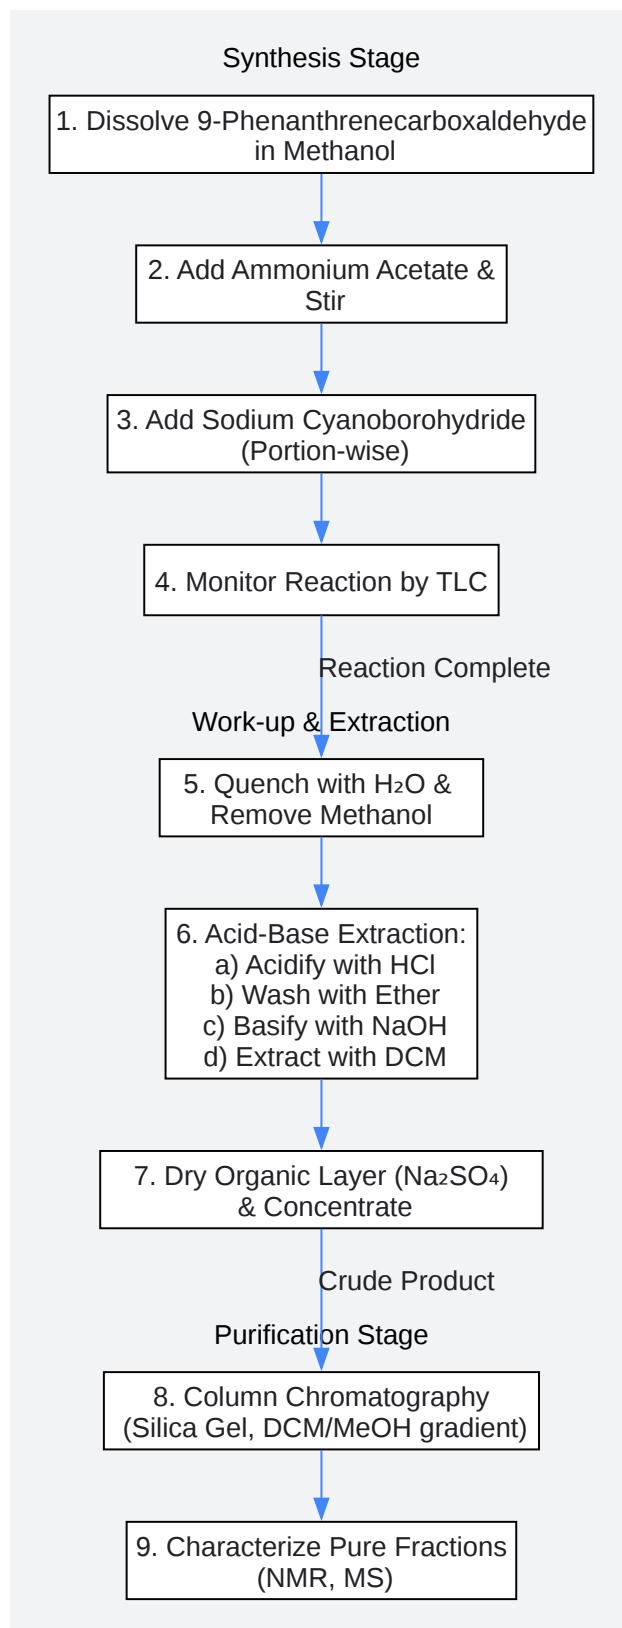 Synthesis Stage
1. Dissolve 9-Phenanthrenecarboxaldehyde
in Methanol
2. Add Ammonium Acetate &
Stir
3. Add Sodium Cyanoborohydride
(Portion-wise)
4. Monitor Reaction by TLC
Reaction Complete
Work-up & Extraction
5. Quench with H₂O &
Remove Methanol
6. Acid-Base Extraction:
a) Acidify with HCl
b) Wash with Ether
c) Basify with NaOH
d) Extract with DCM
7. Dry Organic Layer (Na₂SO₄)
& Concentrate
Crude Product
Purification Stage
8. Column Chromatography
(Silica Gel, DCM/MeOH gradient)
9. Characterize Pure Fractions
(NMR, MS)